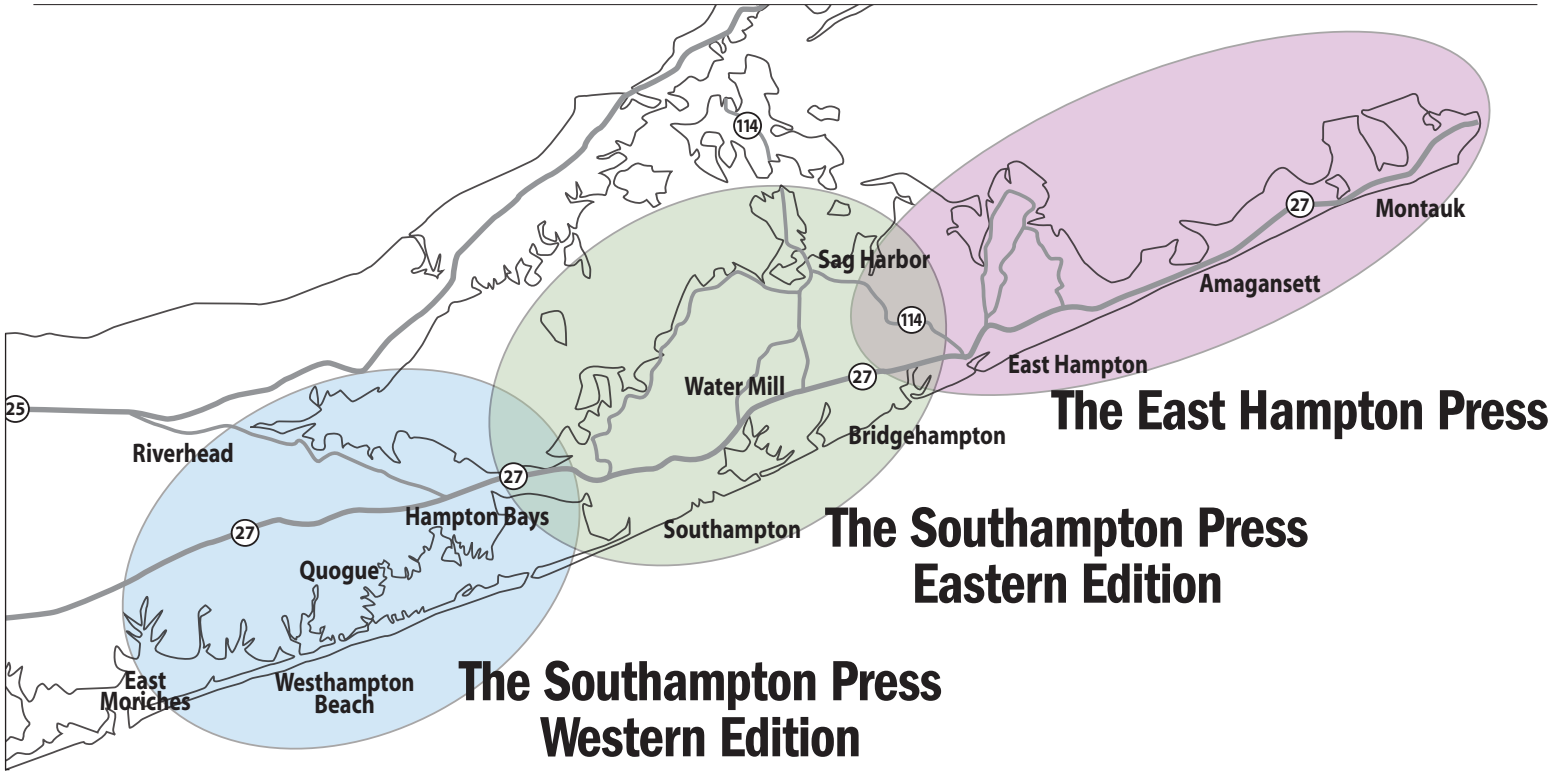 114
27
Montauk
Sag Harbor
Amagansett
114
East Hampton
27
Water Mill
25
The East Hampton Press
Bridgehampton
Riverhead
27
Hampton Bays
Southampton
The Southampton Press
Eastern Edition
27
Quogue
East
Moriches
Westhampton
Beach
The Southampton Press
Western Edition